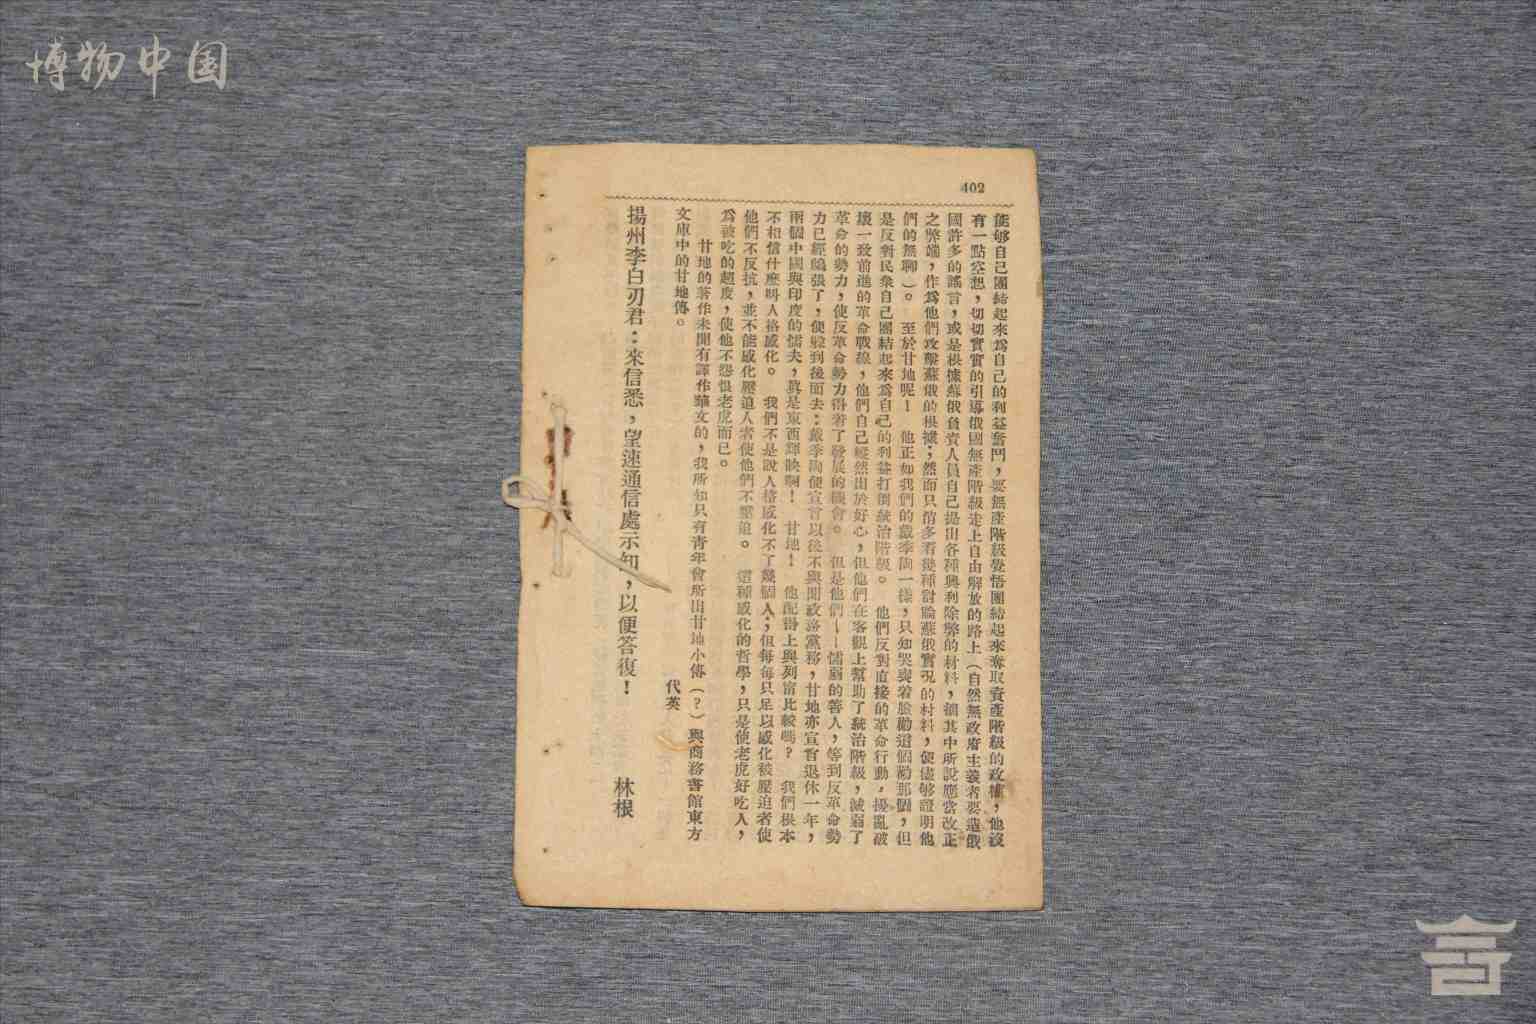 博物中国
402
能够自己團結起來爲自己的利益奮鬥，要無產階級覺悟團結起來奪取資產階級的政權，他沒
有一點空想，切切實實的引導俄國無產階級走上自由解放的路上（自然無政府主義者要造俄
國許多的謠言，或是根據蘇俄負責人員自己提出各種興利除弊的材料，摘其中所說應當改正
之弊端，作爲他們攻擊蘇俄的根據；然而只消多看幾種討論蘇俄實况的材料，便儘够證明他
們的無聊）。　至於甘地呢！　他正如我們的戴季陶一樣，只知哭喪着臉勸這個勸那個，但
是反對民衆自己團結起來爲自己的利益打倒統治階級。　他們反對直接的革命行動，擾亂破
壞一致前進的革命戰線，他們自己縱然出於好心，但他們在客觀上幫助了統治階級，減弱了
革命的勢力，使反革命勢力得着了發展的機會。　但是他們——懦弱的善人，等到反革命勢
力已經鴟張了，便躱到後面去：戴季陶便宣言以後不與聞政務黨務，甘地亦宣言退休一年，
兩個中國與印度的懦夫，眞是東西輝映啊！　甘地！　他配得上與列甯比較嗎？　我們根本
不相信什麽叫人格感化。　我們不是說人格感化不了幾個人；但每每只足以感化被壓迫者使
他們不反抗，並不能感化壓迫人者使他們不壓迫。　這種感化的哲學，只是使老虎好吃人，
爲被吃的超度，使他不怨恨老虎而已。
甘地的著作未聞有譯作華文的，我所知只有青年會所出甘地小傳（？）與商務書館東方
文庫中的甘地傳。
代英
揚州李白刃君：來信悉，望速通信處示知，以便答復！
林根